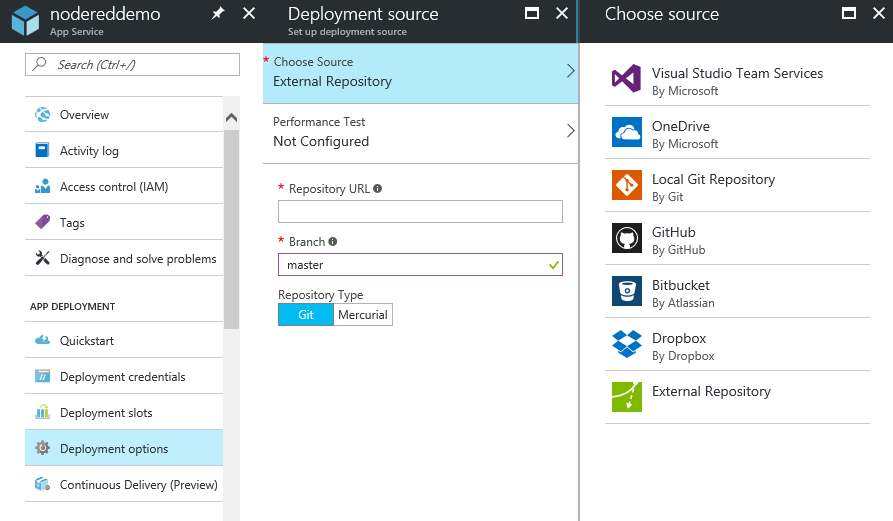 nodereddemo
App Service
Search (Ctrl+/)
Overview
Activity log
Access control (IAM)
Tags
Diagnose and solve problems
APP DEPLOYMENT
Quickstart
Deployment credentials
Deployment slots
Deployment options
Continuous Delivery (Preview)
Deployment source
Set up deployment source
* Choose Source
External Repository
Performance Test
Not Configured
* Repository URL
* Branch
master
Repository Type
Git Mercurial
Choose source
Visual Studio Team Services
By Microsoft
OneDrive
By Microsoft
Local Git Repository
By Git
GitHub
By GitHub
Bitbucket
By Atlassian
Dropbox
By Dropbox
External Repository